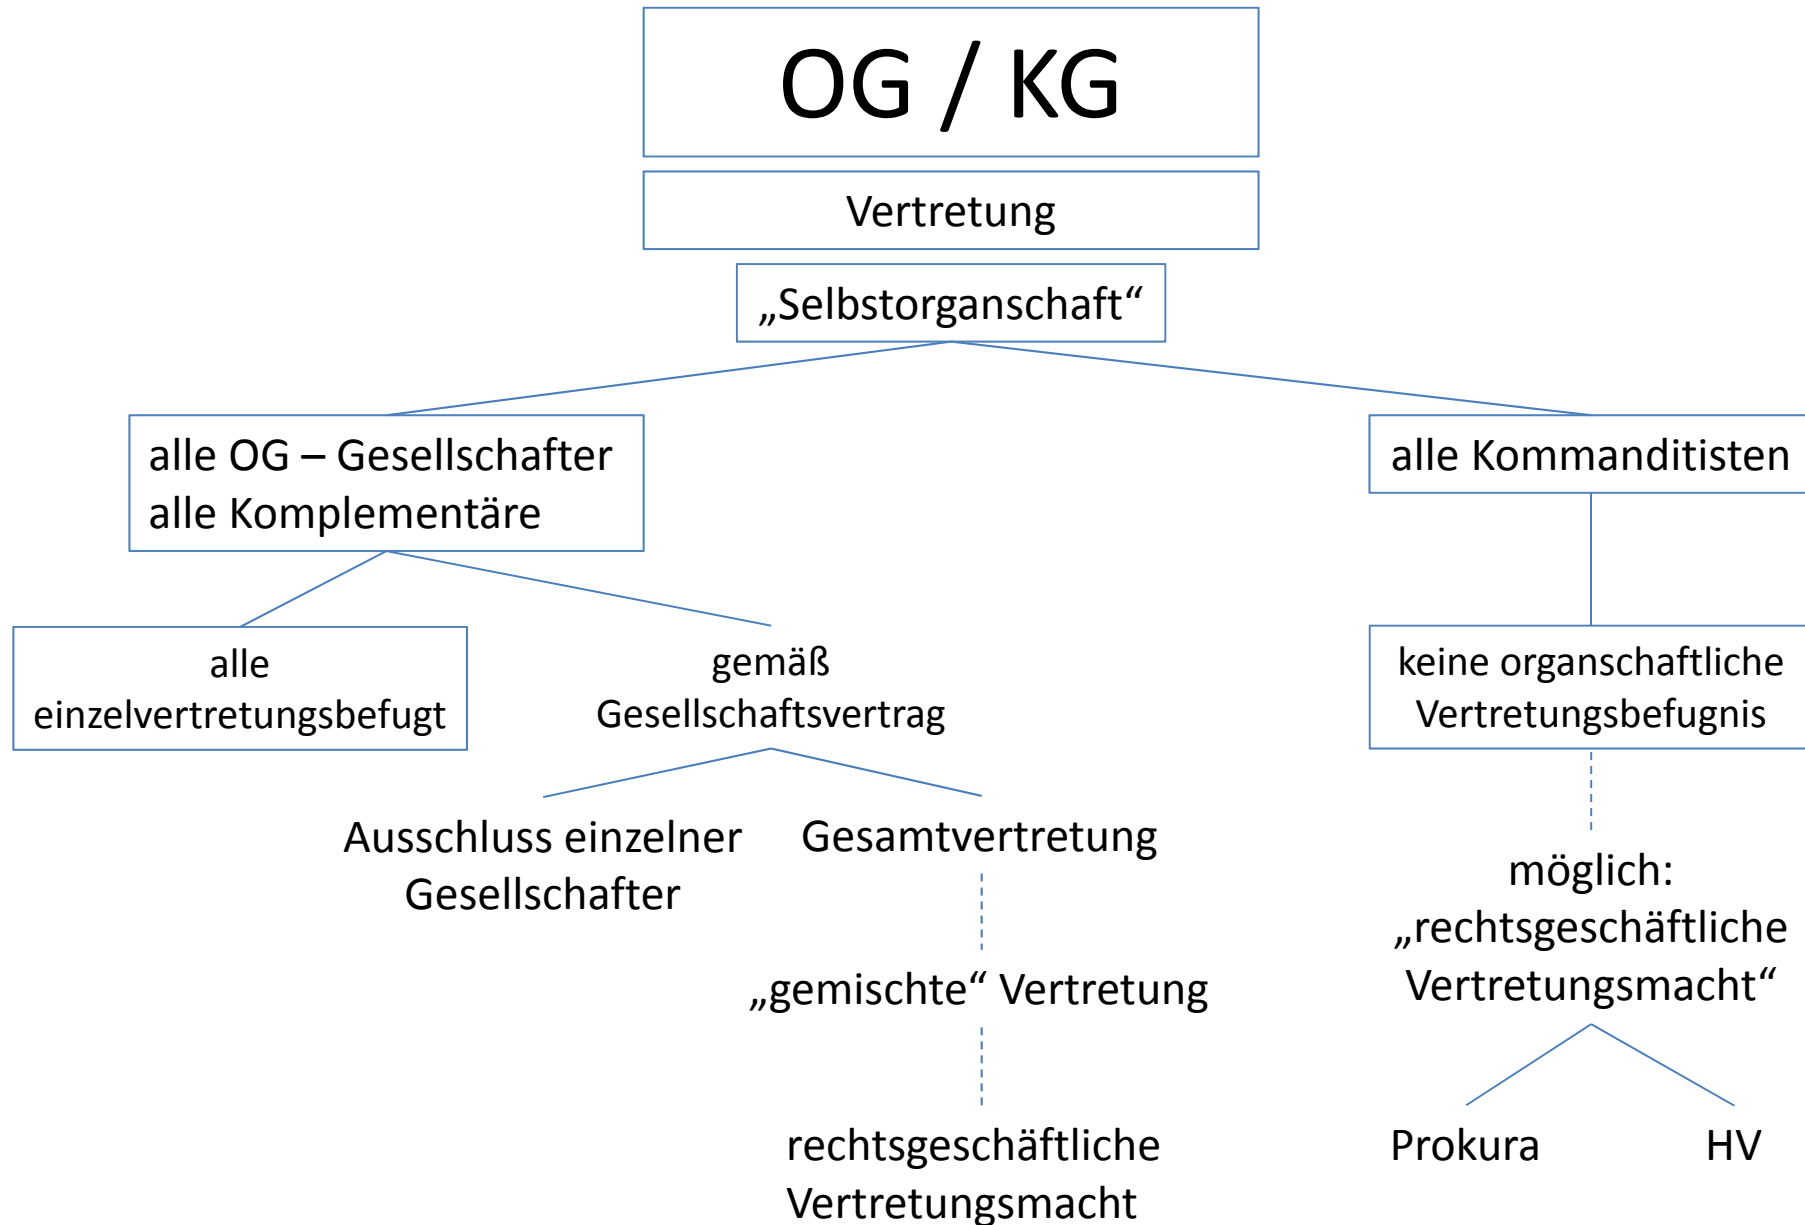 OG / KG
Vertretung
„Selbstorganschaft“
alle OG – Gesellschafter
alle Komplementäre
alle Kommanditisten
alle
einzelvertretungsbefugt
gemäß
Gesellschaftsvertrag
keine organschaftliche
Vertretungsbefugnis
Ausschluss einzelner
Gesellschafter
Gesamtvertretung
möglich:
„rechtsgeschäftliche
Vertretungsmacht“
„gemischte“ Vertretung
rechtsgeschäftliche
Vertretungsmacht
Prokura
HV